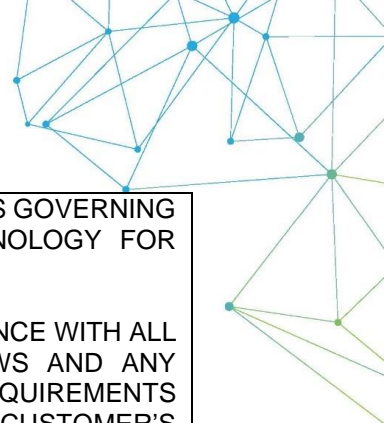 GOVERNING
NOLOGY FOR
NCE WITH ALL
WS AND ANY
QUIREMENTS
CUSTOMER'S